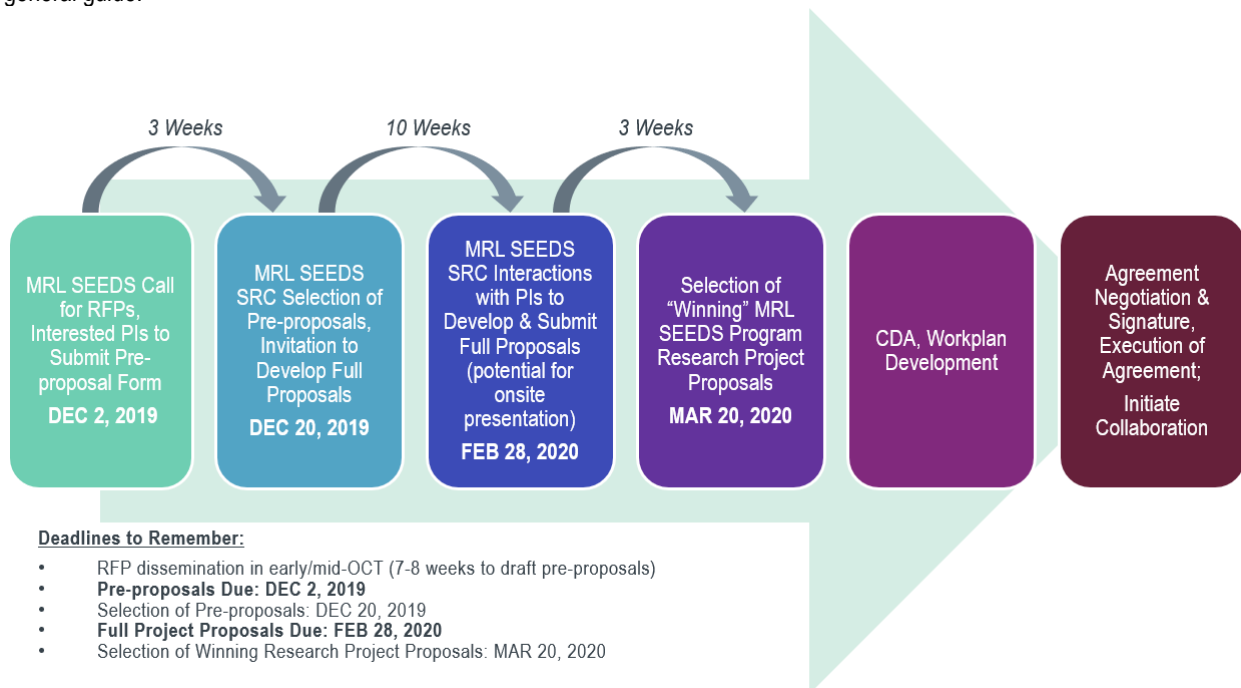 general guide.
3 Weeks
10 Weeks
3 Weeks
MRL SEEDS Call
for RFPs,
Interested PIs to
Submit Pre-
proposal Form
DEC 2, 2019
MRL SEEDS
SRC Selection of
Pre-proposals,
Invitation to
Develop Full
Proposals
DEC 20, 2019
MRL SEEDS
SRC Interactions
with PIs to
Develop & Submit
Full Proposals
(potential for
onsite
presentation)
FEB 28, 2020
Selection of
“Winning” MRL
SEEDS Program
Research Project
Proposals
MAR 20, 2020
CDA, Workplan
Development
Agreement
Negotiation &
Signature,
Execution of
Agreement;
Initiate
Collaboration
Deadlines to Remember:
• RFP dissemination in early/mid-OCT (7-8 weeks to draft pre-proposals)
• Pre-proposals Due: DEC 2, 2019
• Selection of Pre-proposals: DEC 20, 2019
• Full Project Proposals Due: FEB 28, 2020
• Selection of Winning Research Project Proposals: MAR 20, 2020